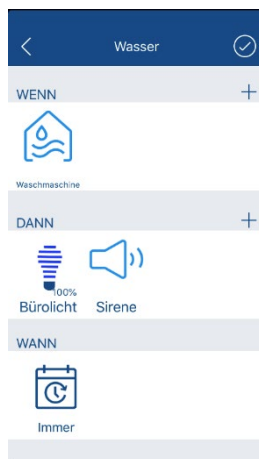 Wasser
WENN
Waschmaschine
DANN
100%
Bürolicht Sirene
WANN
Immer